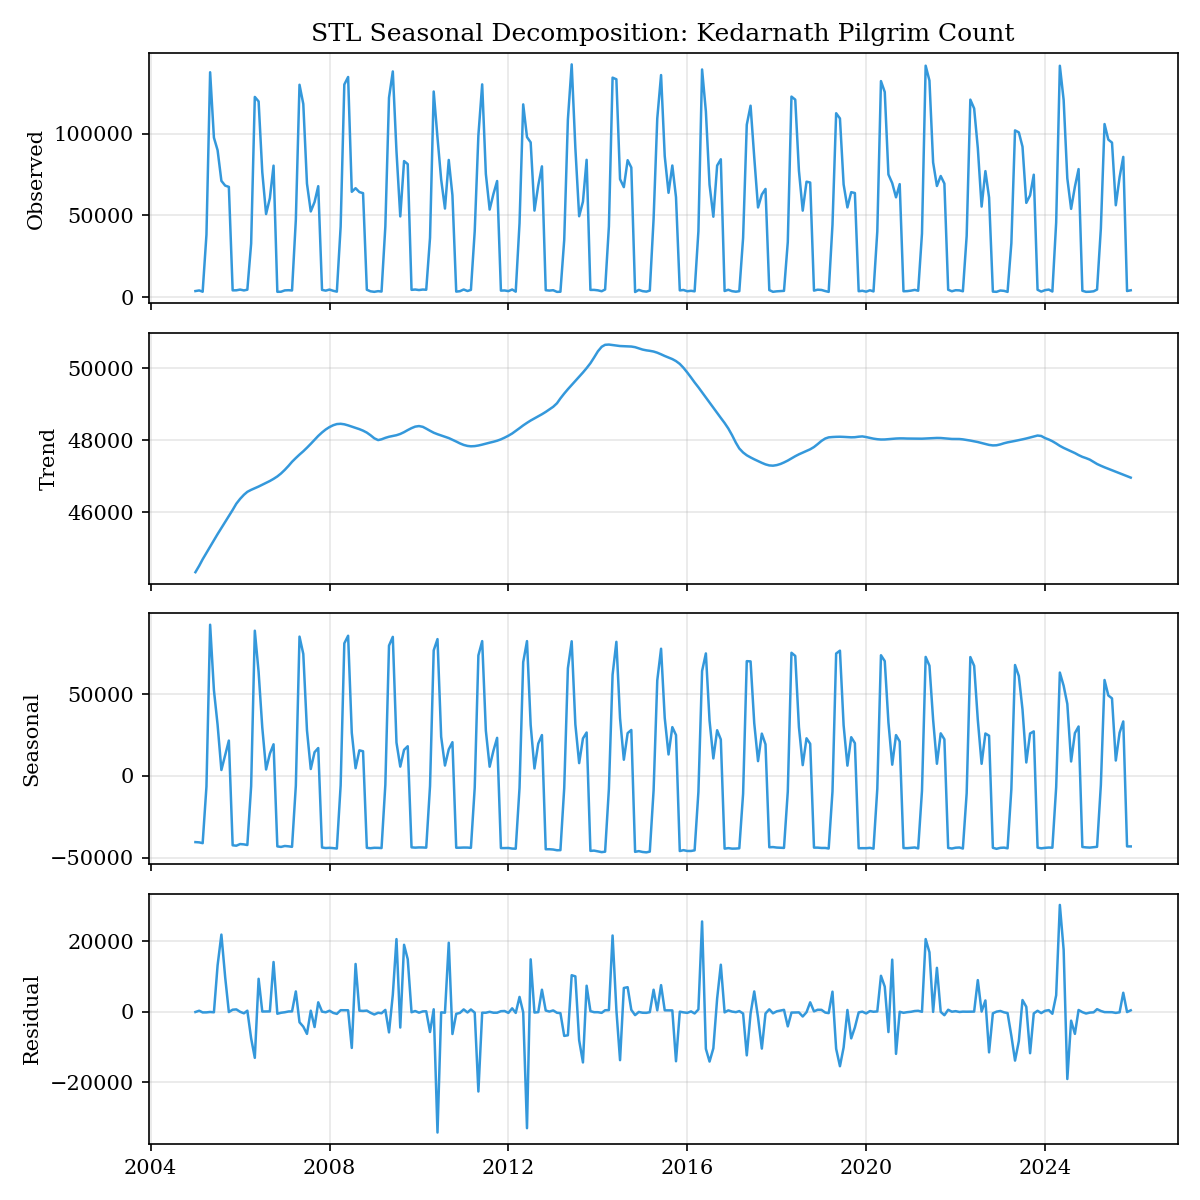 STL Seasonal Decomposition: Kedarnath Pilgrim Count
Observed
100000
50000
0
Trend
50000
48000
46000
Seasonal
50000
0
−50000
Residual
20000
0
−20000
2004 2008 2012 2016 2020 2024